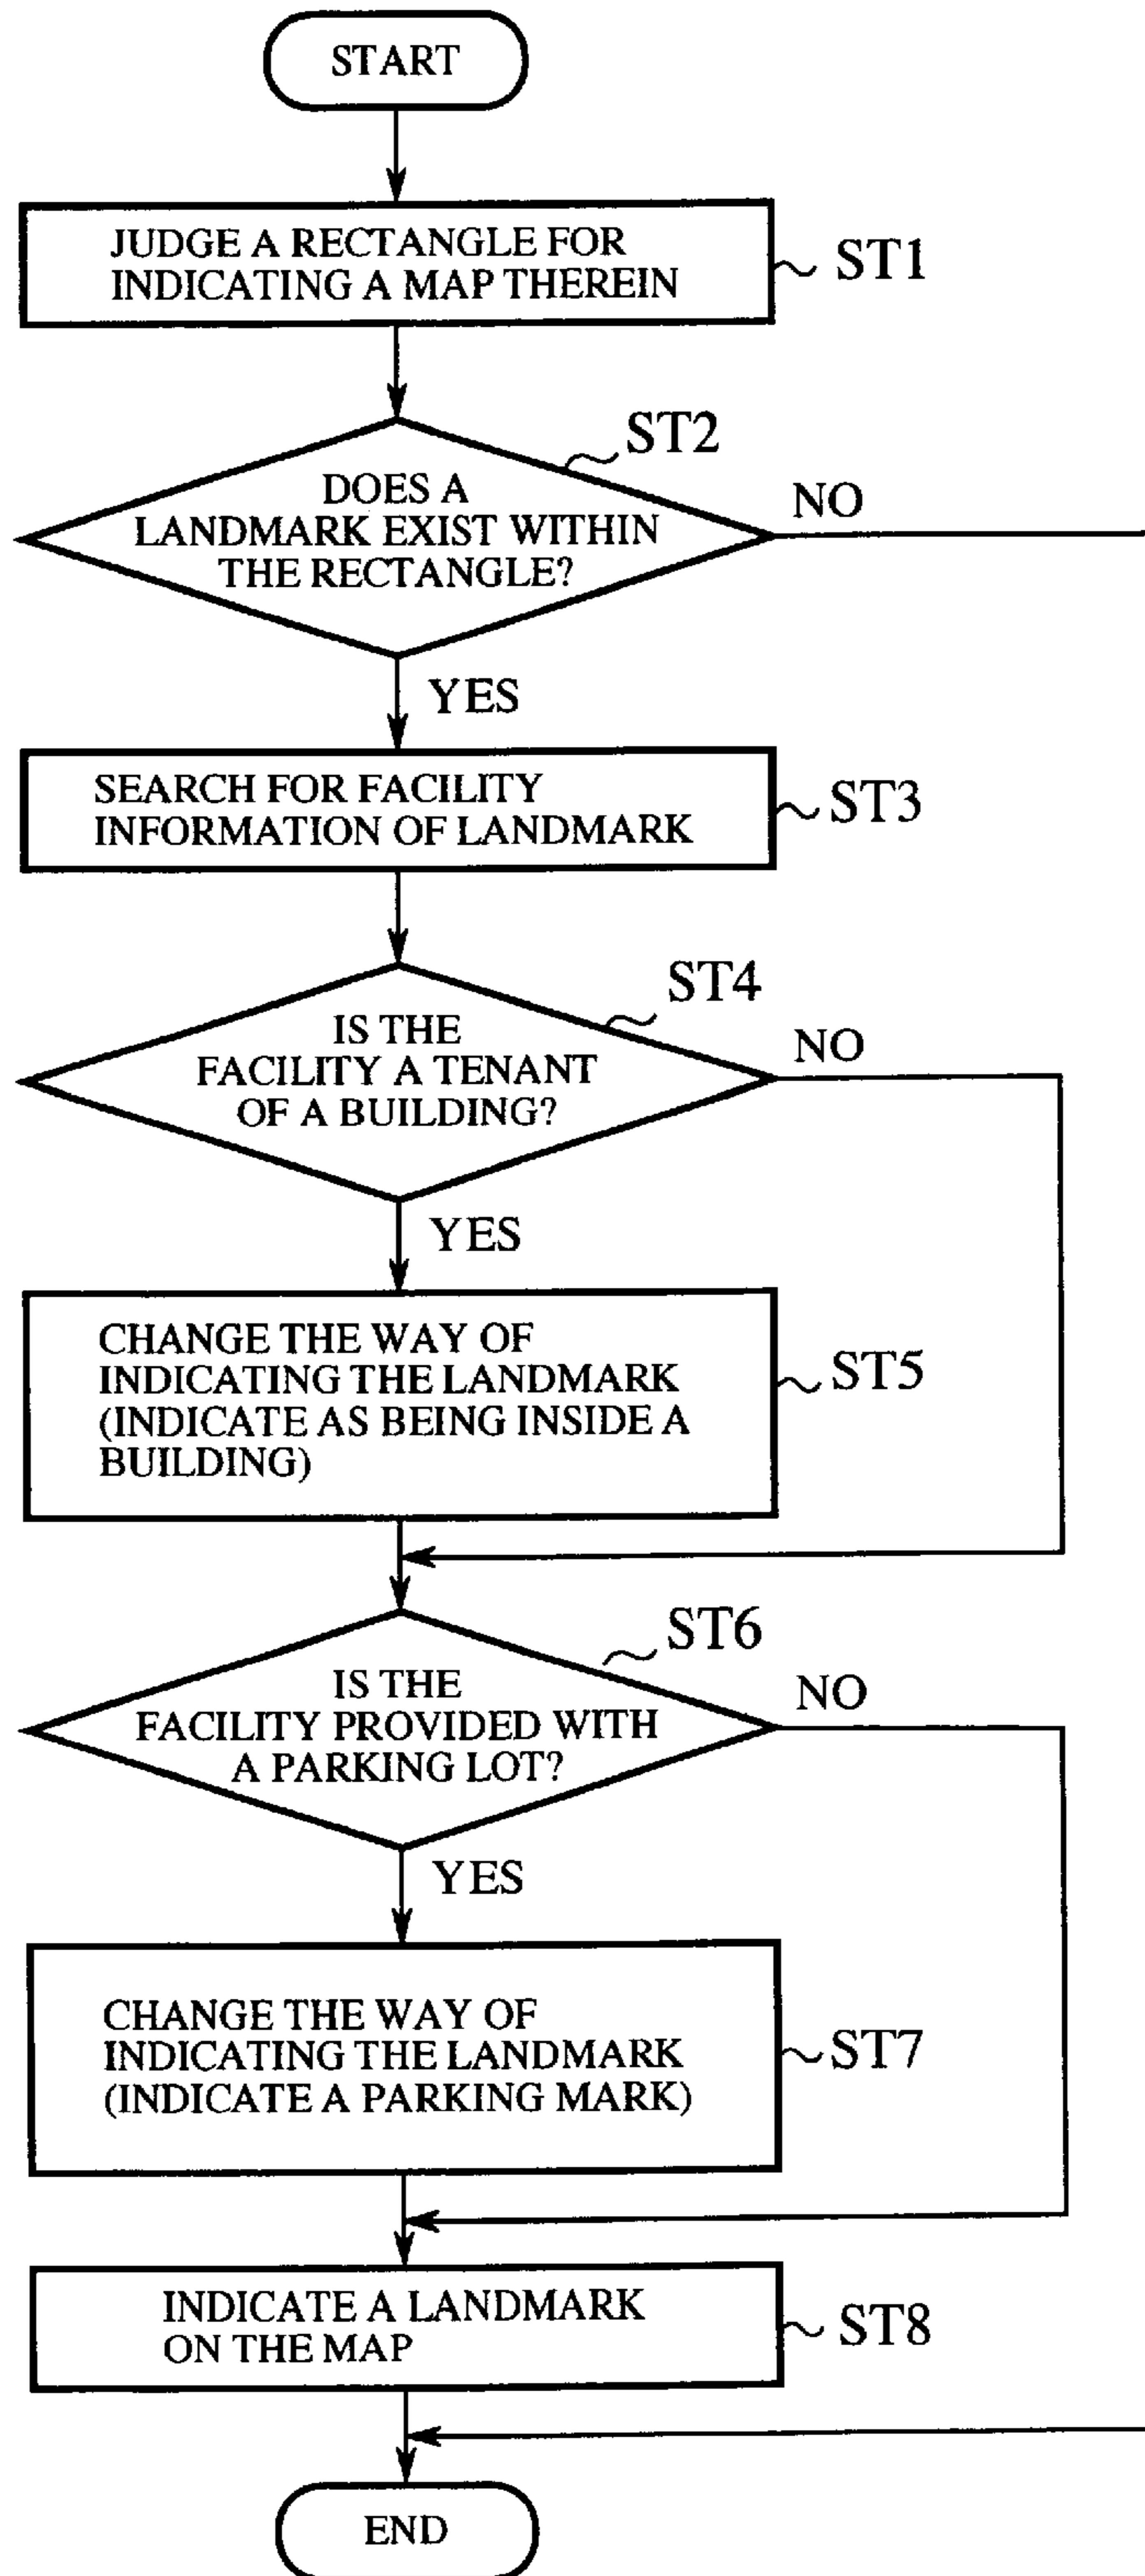 START
JUDGE A RECTANGLE FOR
INDICATING A MAP THEREIN
ST1
ST2
DOES A
LANDMARK EXIST WITHIN
THE RECTANGLE?
NO
YES
SEARCH FOR FACILITY
INFORMATION OF LANDMARK
ST3
ST4
IS THE
FACILITY A TENANT
OF A BUILDING?
NO
YES
CHANGE THE WAY OF
INDICATING THE LANDMARK
(INDICATE AS BEING INSIDE A
BUILDING)
ST5
ST6
IS THE
FACILITY PROVIDED WITH
A PARKING LOT?
NO
YES
CHANGE THE WAY OF
INDICATING THE LANDMARK
(INDICATE A PARKING MARK)
ST7
INDICATE A LANDMARK
ON THE MAP
ST8
END